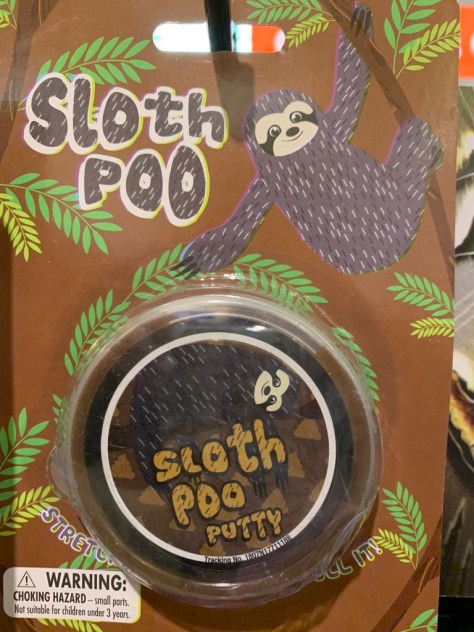 Sloth
POO
SLOTH
POO
PUTTY
WARNING:
CHOKING HAZARD – small parts.
Not suitable for children under 3 years.